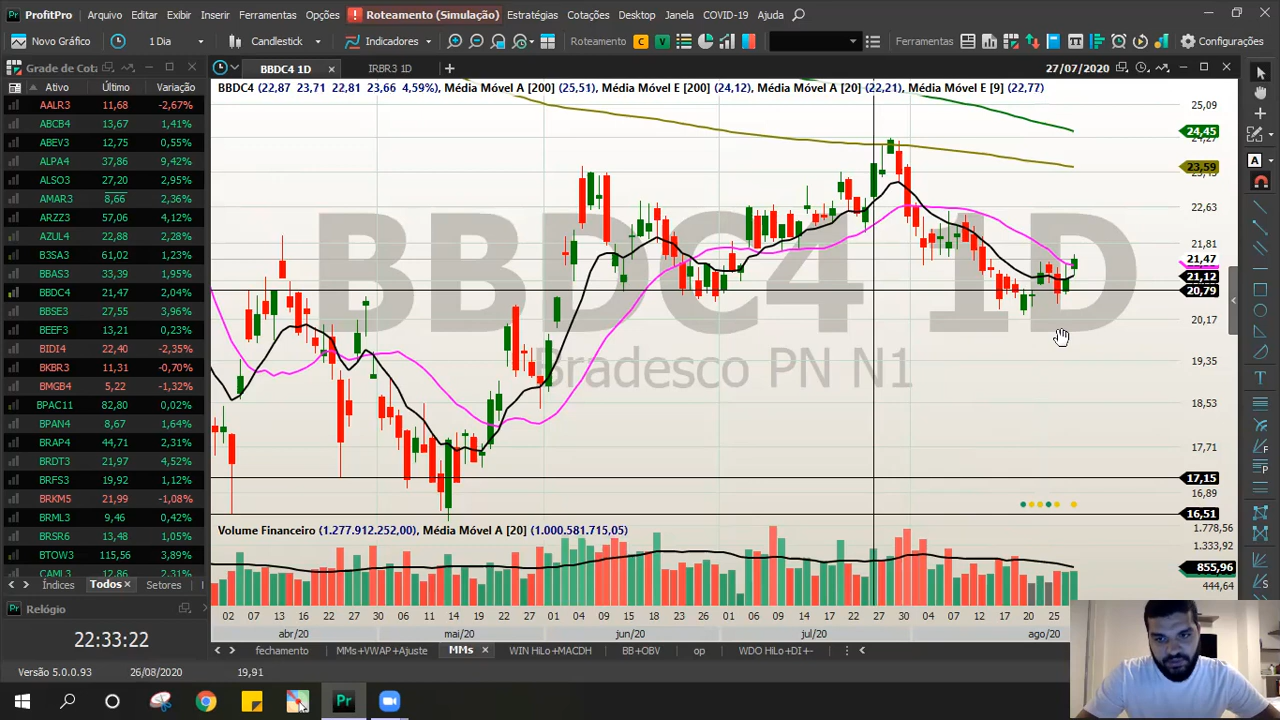 ProfitPro Arquivo Editar Exibir Inserir Ferramentas Opções Roteamento (Simulação) Estratégias Cotações Desktop Janela COVID-19 Ajuda
Novo Gráfico 1 Dia Candlestick Indicadores Roteamento C V Ferramentas Configurações
Grade de Cota
BBDC4 1D IRBR3 1D 27/07/2020
Ativo Último Variação
BBDC4 (22,87 23,71 22,81 23,66 4,59%), Média Móvel A [200] (25,51), Média Móvel E [200] (24,12), Média Móvel A [20] (22,21), Média Móvel E [9] (22,77)
AALR3 11,68 -2,67%
ABCB4 13,67 1,41%
ABEV3 12,75 0,55%
ALPA4 37,86 9,42%
ALSO3 27,20 2,95%
AMAR3 8,66 2,36%
ARZZ3 57,06 4,12%
AZUL4 22,88 2,28%
B3SA3 61,02 1,23%
BBAS3 33,39 1,95%
BBDC4 21,47 2,04%
BBSE3 27,55 3,96%
BEEF3 13,21 0,23%
BIDI4 22,40 -2,35%
BKBR3 11,31 -0,70%
BMGB4 5,22 -1,32%
BPAC11 82,80 0,02%
BPAN4 8,67 1,64%
BRAP4 44,71 2,31%
BRDT3 21,97 4,52%
BRFS3 19,92 1,12%
BRKM5 21,99 -1,08%
BRML3 9,46 0,42%
BRSR6 13,48 1,05%
BTOW3 115,56 3,89%
CAML3 12,86 2,31%
Índices Todos Setores
BBDC4 1D
Bradesco PN N1
25,09
24,45
23,59
22,63
21,81
21,47
21,12
20,79
20,17
19,35
18,53
17,71
17,15
16,89
16,51
Volume Financeiro (1.277.912.252,00), Média Móvel A [20] (1.000.581.715,05)
1.778,56
1.333,92
855,96
444,64
02 07 13 16 22 28 05 08 13 18 21 26 01 04 09 15 18 23 26 01 06 09 14 17 22 27 30 04 07 12 17 20 25
abr/20 mai/20 jun/20 jul/20 ago/20
fechamento MMs+VWAP+Ajuste MMs WIN HiLo+MACDH BB+OBV op WDO HiLo+DI+-
Relógio
22:33:22
Versão 5.0.0.93 26/08/2020 19,91